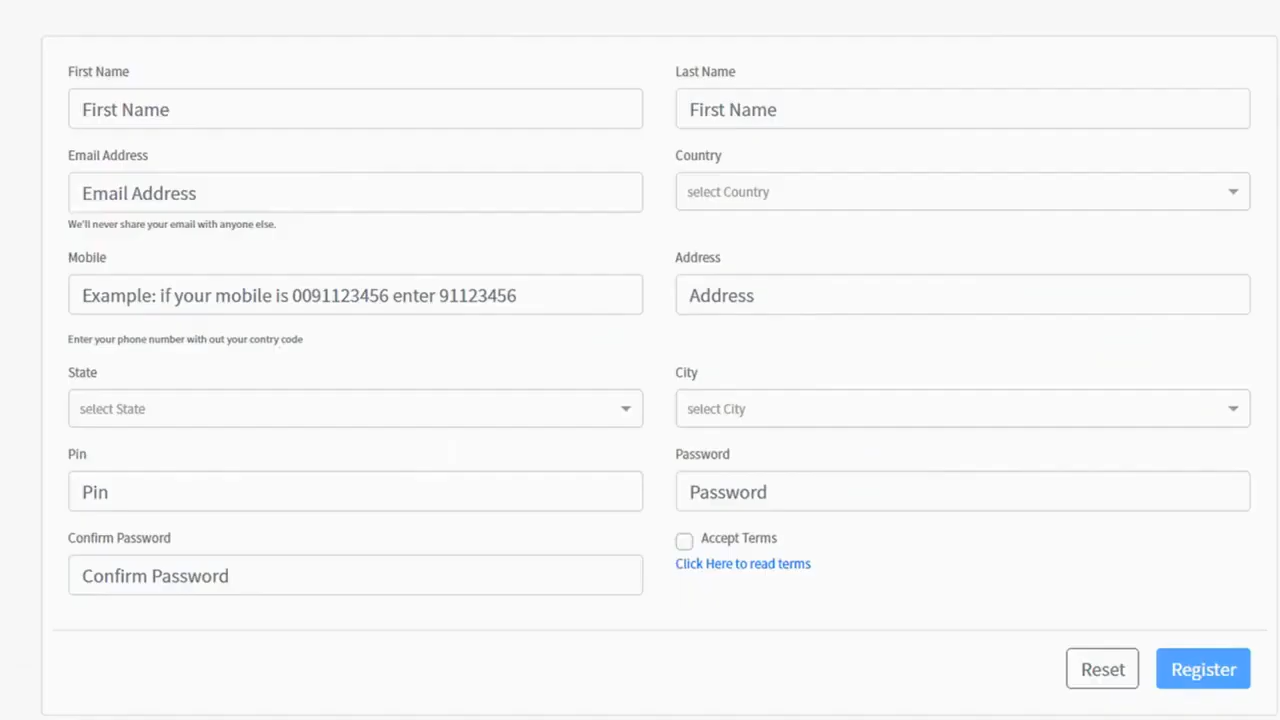 First Name
Last Name
First Name
First Name
Email Address
Country
Email Address
select Country
We'll never share your email with anyone else.
Mobile
Address
Example: if your mobile is 0091123456 enter 91123456
Address
Enter your phone number with out your contry code
State
City
select State
select City
Pin
Password
Pin
Password
Confirm Password
Accept Terms
Click Here to read terms
Confirm Password
Reset
Register